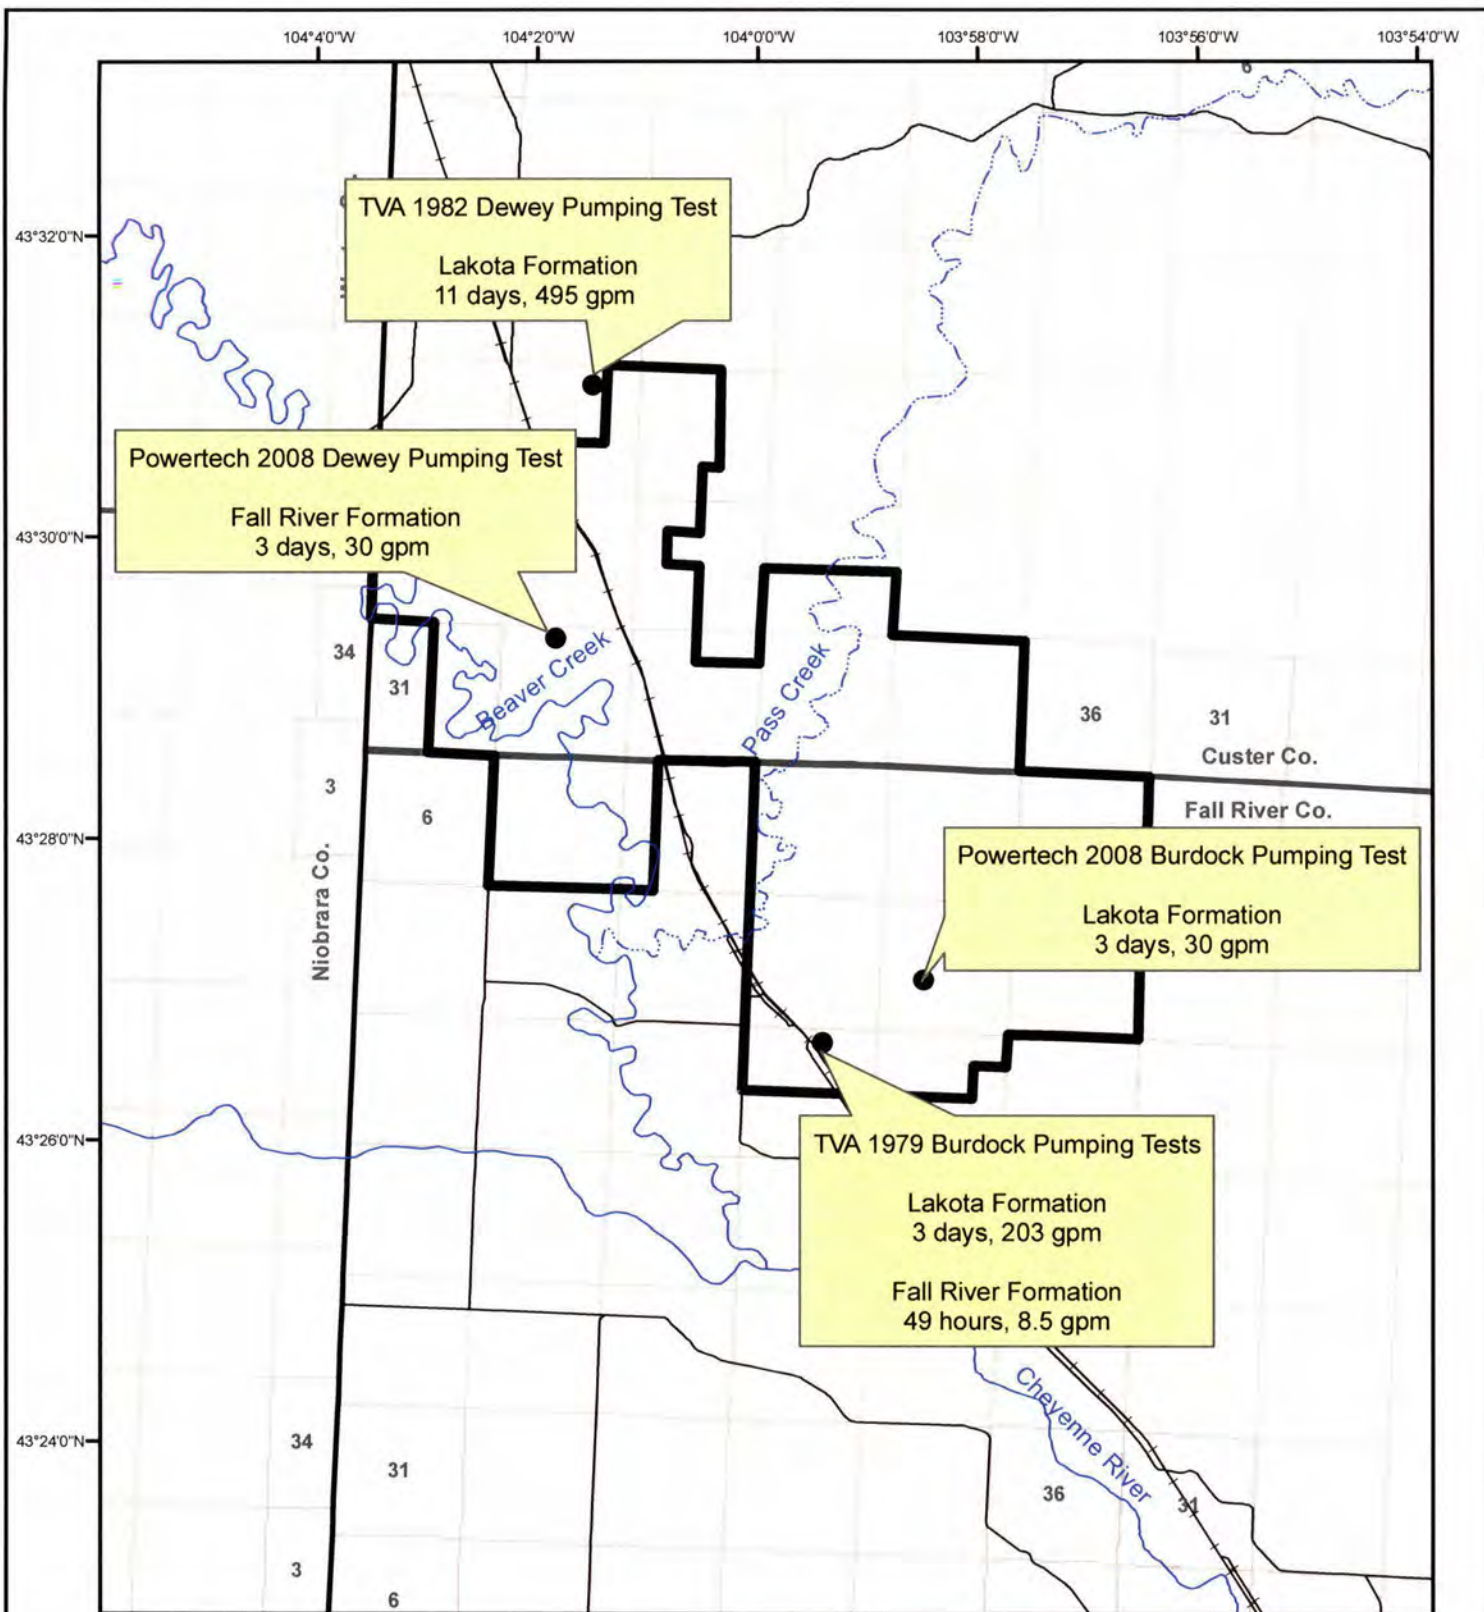 104°4'0"W
104°2'0"W
104°0'0"W
103°58'0"W
103°56'0"W
103°54'0"W
6
43°32'0"N
TVA 1982 Dewey Pumping Test
Lakota Formation
11 days, 495 gpm
Powertech 2008 Dewey Pumping Test
Fall River Formation
3 days, 30 gpm
43°30'0"N
34
31
Beaver Creek
Pass Creek
36
31
Custer Co.
Fall River Co.
3
6
43°28'0"N
Niobrara Co.
Powertech 2008 Burdock Pumping Test
Lakota Formation
3 days, 30 gpm
43°26'0"N
TVA 1979 Burdock Pumping Tests
Lakota Formation
3 days, 203 gpm
Fall River Formation
49 hours, 8.5 gpm
Cheyenne River
43°24'0"N
34
31
36
31
3
6